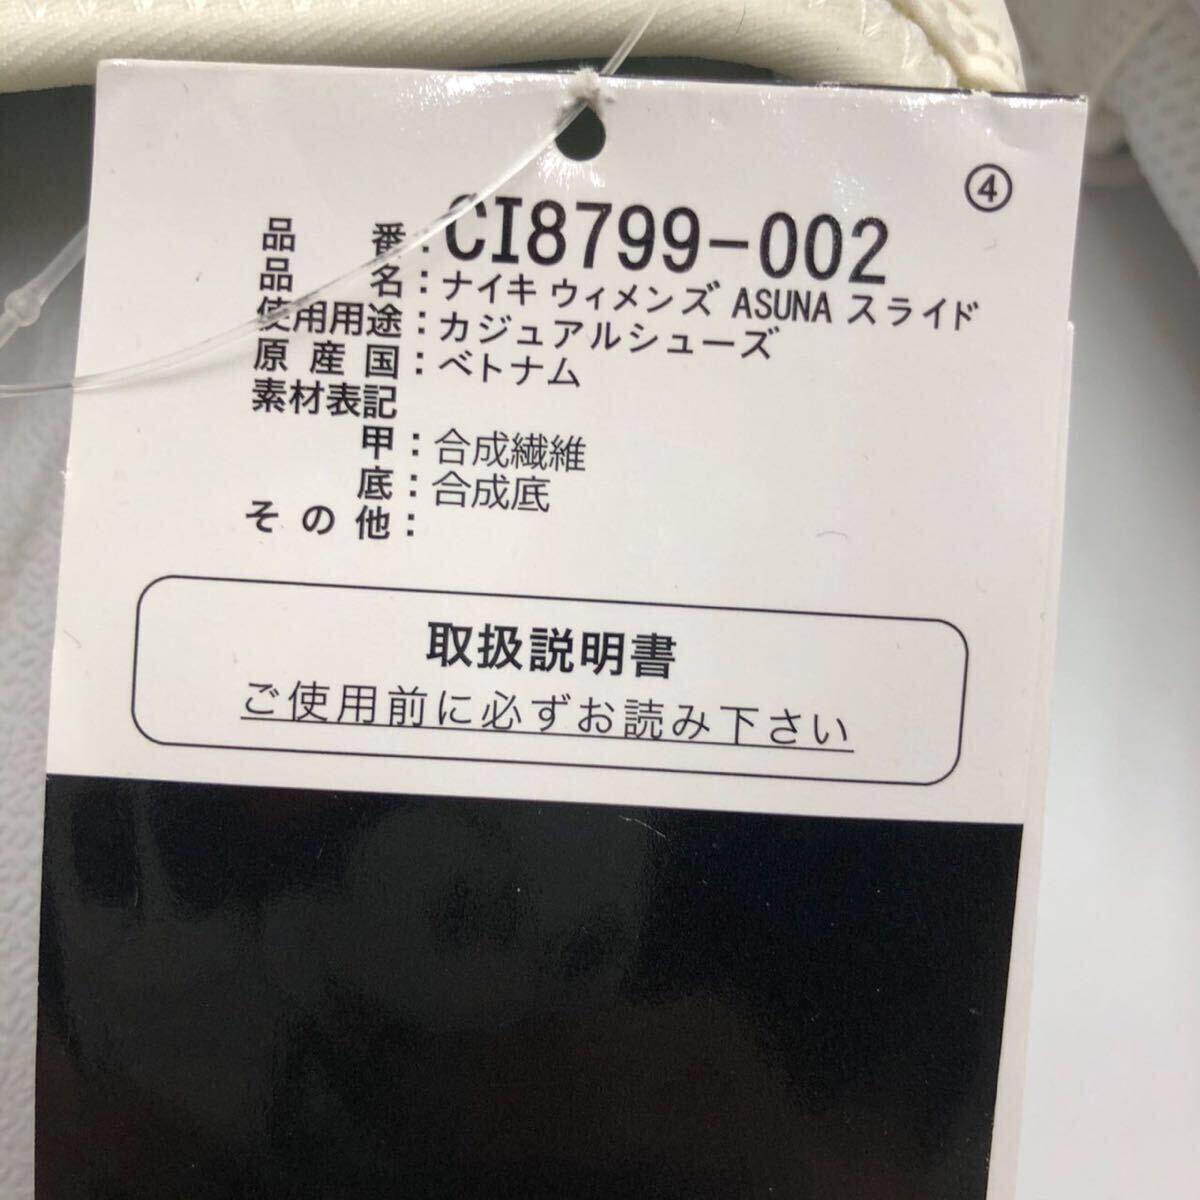 ④
品番：CI8799-002
品名：ナイキ ウィメンズ ASUNA スライド
使用用途：カジュアルシューズ
原産国：ベトナム
素材表記
甲：合成繊維
底：合成底
その他：
取扱説明書
ご使用前に必ずお読み下さい